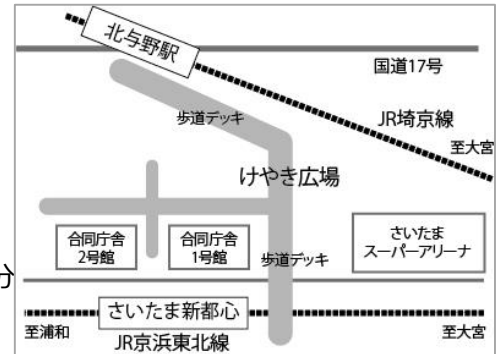 北与野駅
国道17号
歩道デッキ
JR埼京線
至大宮
けやき広場
合同庁舎
2号館
合同庁舎
1号館
歩道デッキ
さいたま
スーパーアリーナ
分
さいたま新都心
至浦和
JR京浜東北線
至大宮